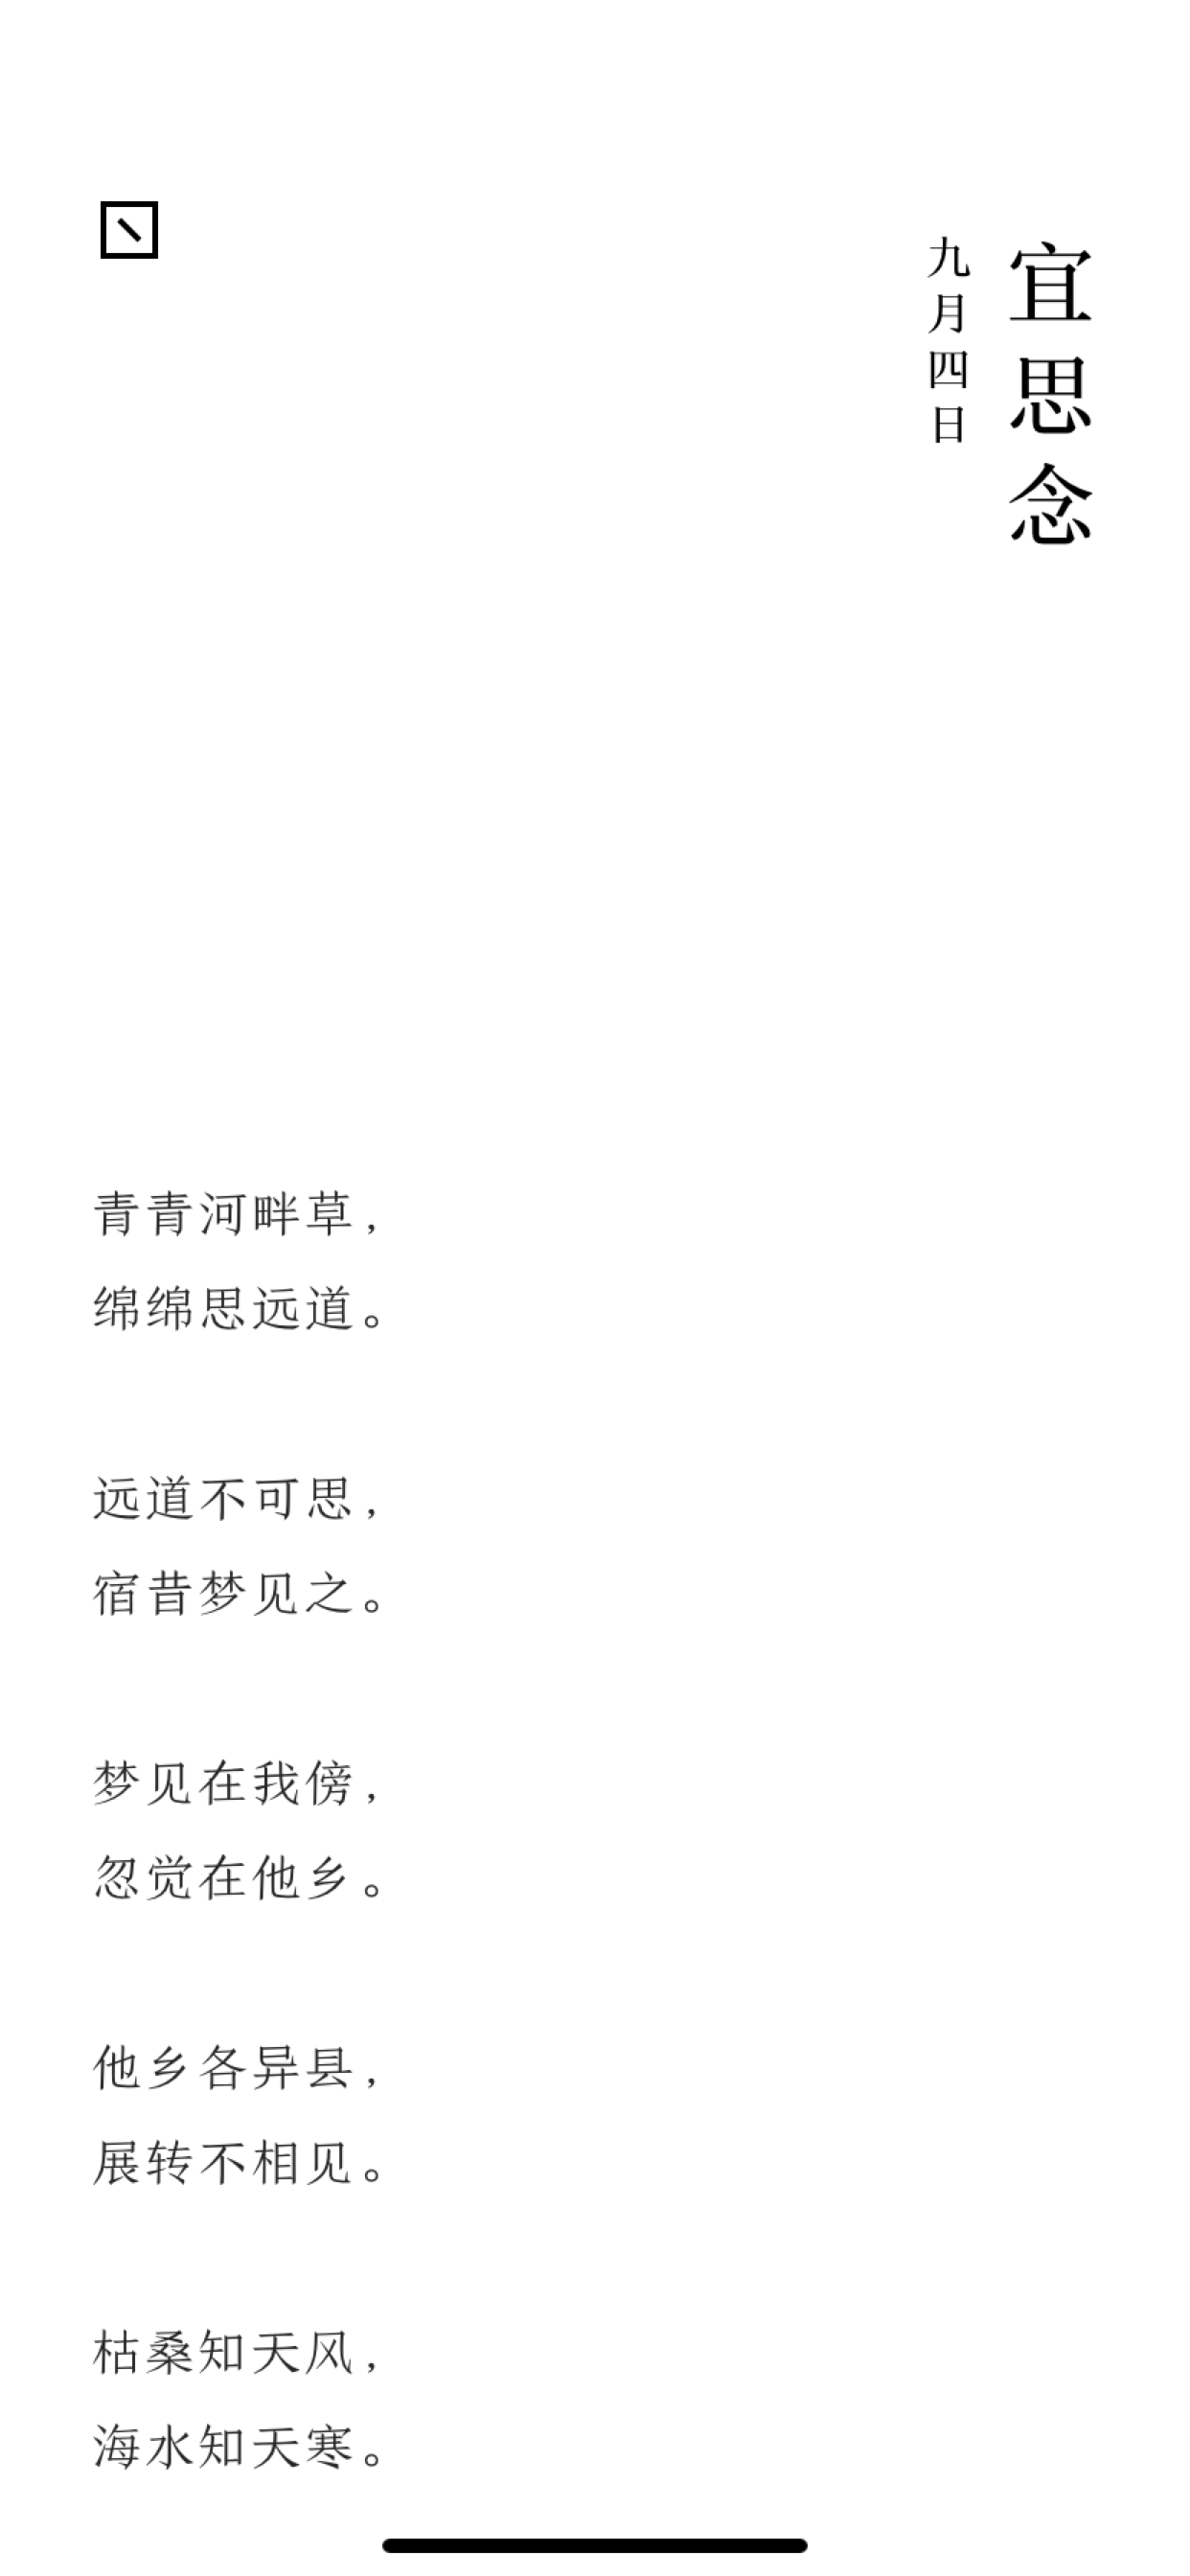 宜思念
九月四日
青青河畔草，
绵绵思远道。
远道不可思，
宿昔梦见之。
梦见在我傍，
忽觉在他乡。
他乡各异县，
展转不相见。
枯桑知天风，
海水知天寒。